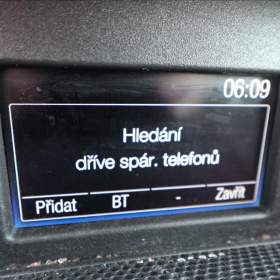 06:09
Hledání
dříve spár. telefonů
Přidat BT - Zavřít